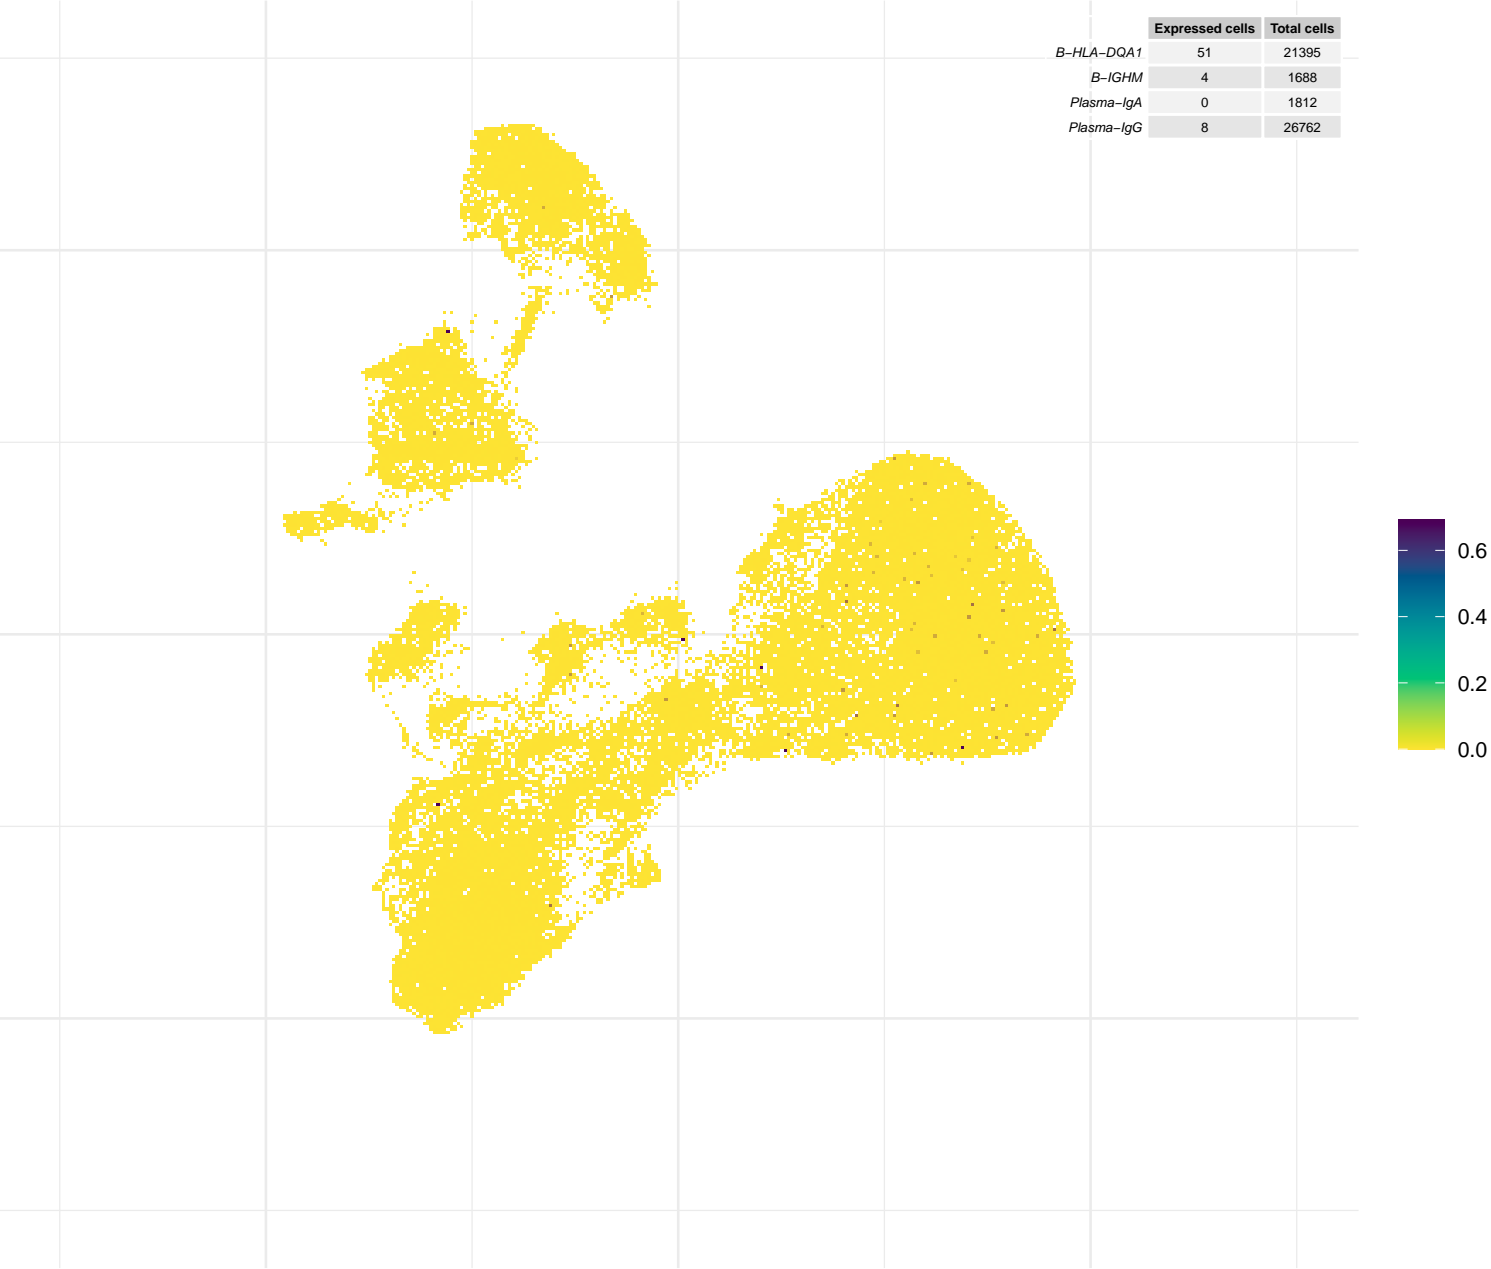 Expressed cells Total cells
B−HLA−DQA1 51 21395
B−IGHM 4 1688
Plasma−IgA 0 1812
Plasma−IgG 8 26762
0.6
0.4
0.2
0.0